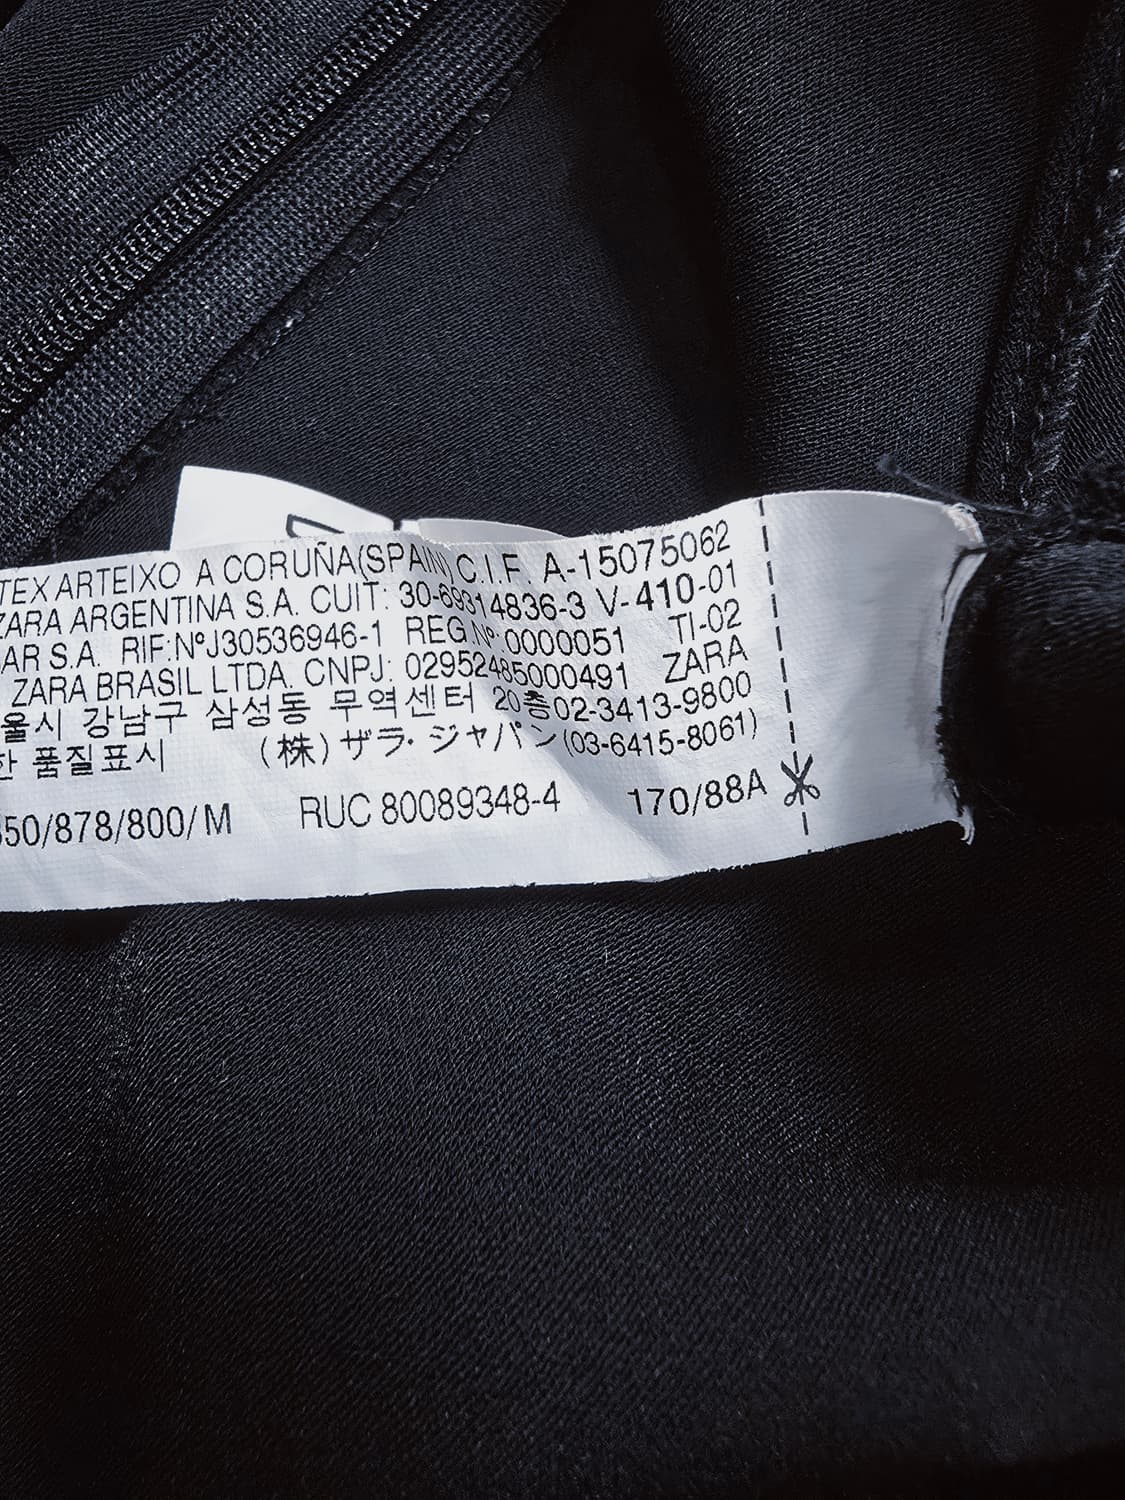 TEX ARTEIXO A CORUÑA(SPAIN) C.I.F. A-15075062
ZARA ARGENTINA S.A. CUIT: 30-69314836-3 V-410-01
AR S.A. RIF:NºJ30536946-1 REG.Nº:0000051 TI-02
ZARA BRASIL LTDA. CNPJ: 02952485000491 ZARA
울시 강남구 삼성동 무역센터 20층02-3413-9800
한 품질표시 (株)ザラ・ジャパン(03-6415-8061)
50/878/800/M RUC 80089348-4 170/88A